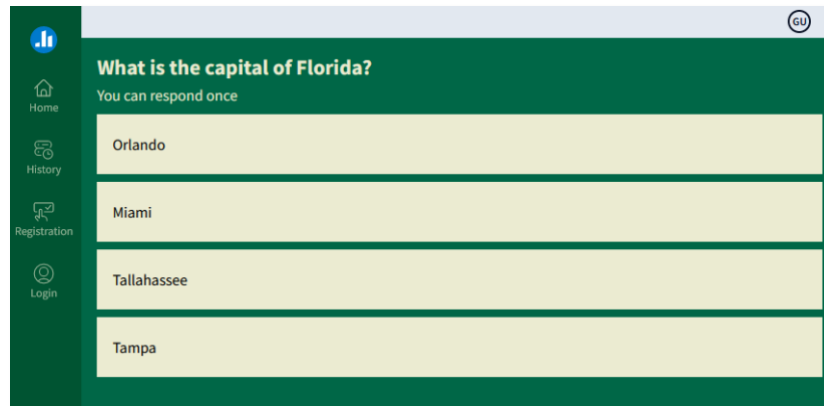 GU
Home
History
Registration
Login
What is the capital of Florida?
You can respond once
Orlando
Miami
Tallahassee
Tampa